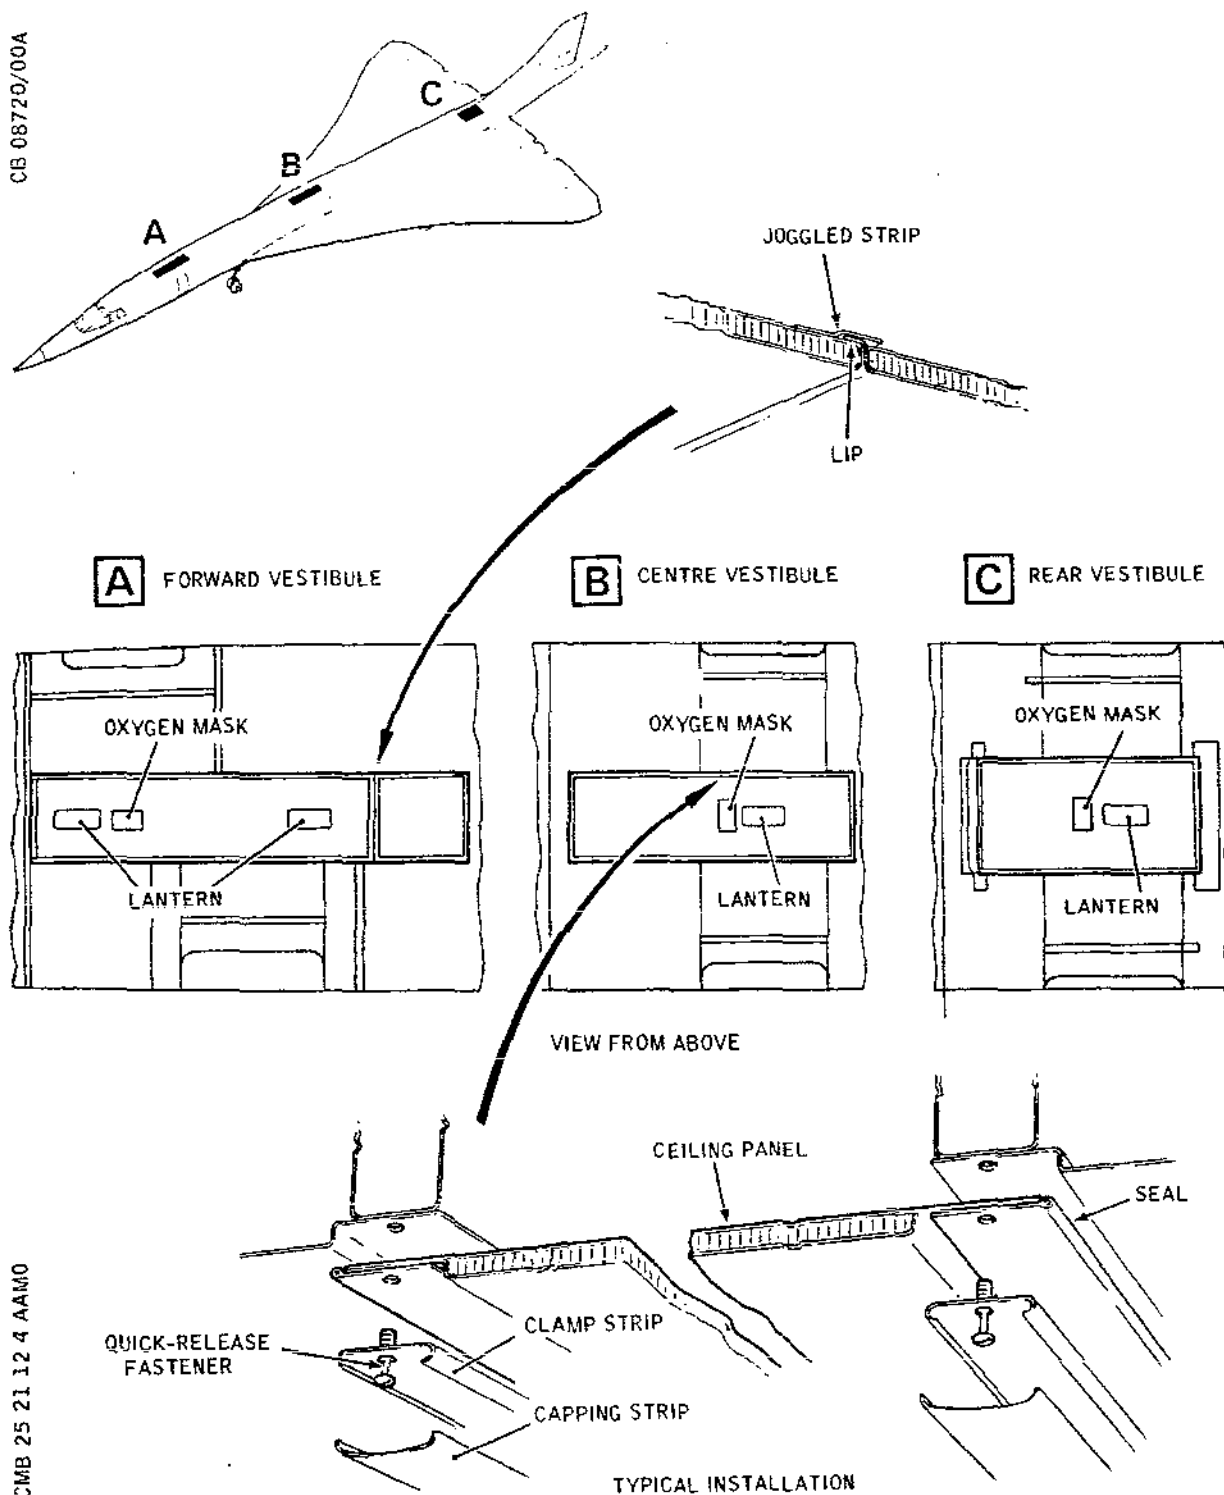 CB 08720/00A
C
B
A
JOGGLED STRIP
LIP
A FORWARD VESTIBULE
B CENTRE VESTIBULE
C REAR VESTIBULE
OXYGEN MASK
LANTERN
OXYGEN MASK
LANTERN
OXYGEN MASK
LANTERN
VIEW FROM ABOVE
CEILING PANEL
SEAL
CLAMP STRIP
QUICK-RELEASE
FASTENER
CAPPING STRIP
TYPICAL INSTALLATION
CMB 25 21 12 4 AAM0